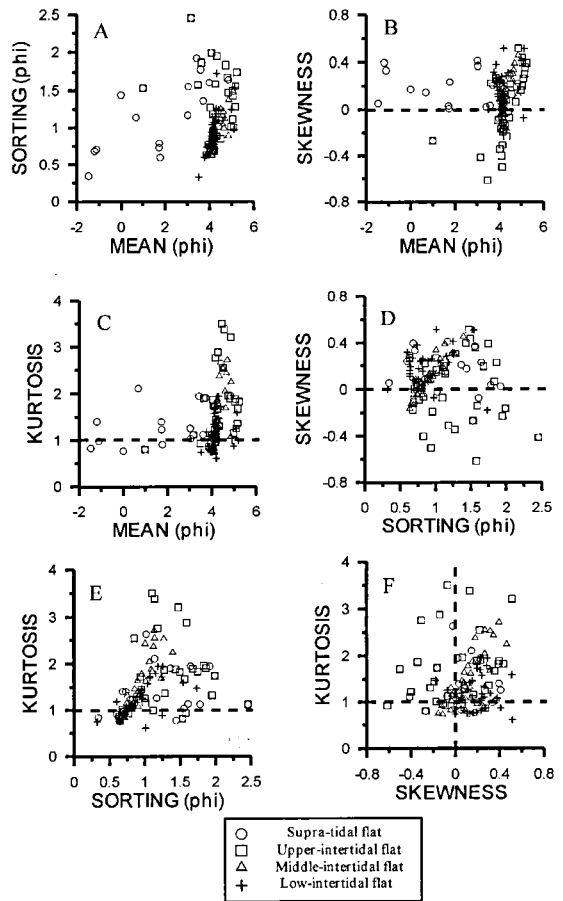 A
SORTING (phi)
2.5
2
1.5
1
0.5
0
-2 0 2 4 6
MEAN (phi)
B
SKEWNESS
0.8
0.4
0
-0.4
-0.8
-2 0 2 4 6
MEAN (phi)
C
KURTOSIS
4
3
2
1
0
-2 0 2 4 6
MEAN (phi)
D
SKEWNESS
0.8
0.4
0
-0.4
-0.8
0 0.5 1 1.5 2 2.5
SORTING (phi)
E
KURTOSIS
4
3
2
1
0
0 0.5 1.0 1.5 2 2.5
SORTING (phi)
F
KURTOSIS
4
3
2
1
0
-0.8 -0.4 0 0.4 0.8
SKEWNESS
Supra-tidal flat
Upper-intertidal flat
Middle-intertidal flat
Low-intertidal flat